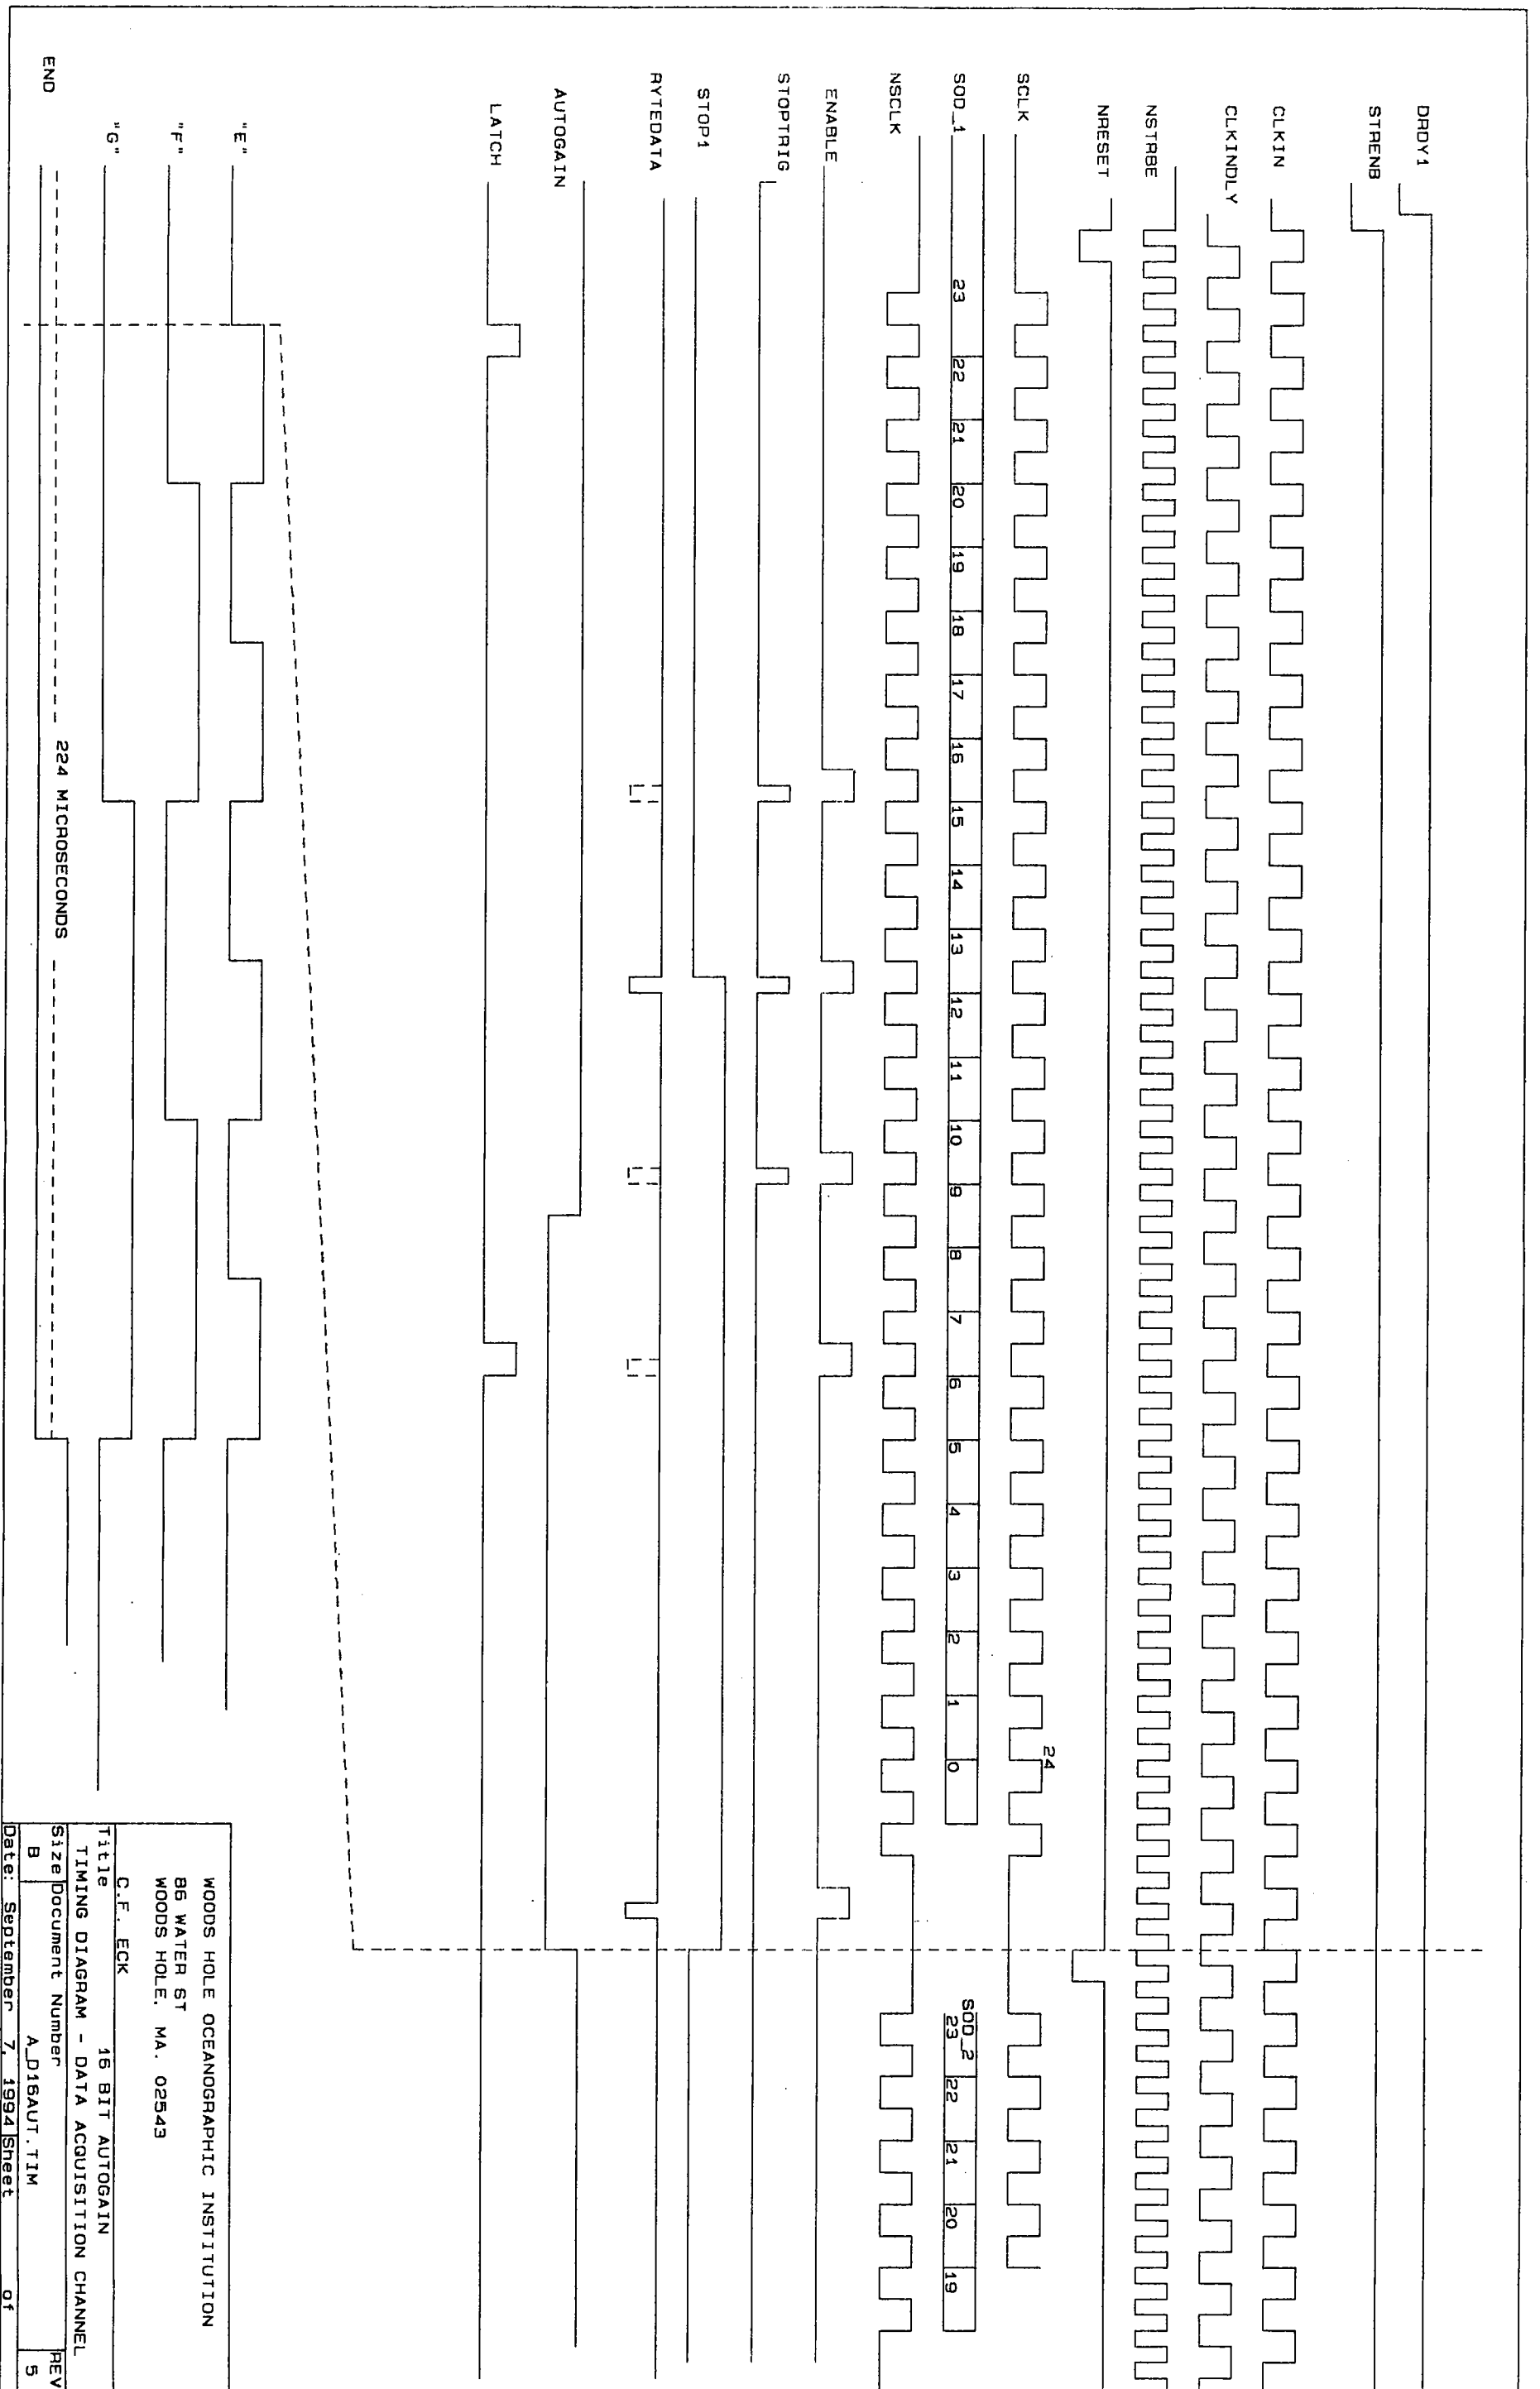 DRDY1
STRENB
CLKIN
CLKINDLY
NSTRBE
NRESET
SCLK
24
SOD_1 23 22 21 20 19 18 17 16 15 14 13 12 11 10 9 8 7 6 5 4 3 2 1 0
SOD_2
23 22 21 20 19
NSCLK
ENABLE
STOPTRIG
STOP1
RYTEDATA
AUTOGAIN
LATCH
"E"
"F"
"G"
224 MICROSECONDS
END
WOODS HOLE OCEANOGRAPHIC INSTITUTION
86 WATER ST
WOODS HOLE, MA. 02543
C.F. ECK
Title 16 BIT AUTOGAIN
TIMING DIAGRAM - DATA ACQUISITION CHANNEL
Size Document Number REV
B A_D16AUT.TIM 5
Date: September 7, 1994 Sheet of